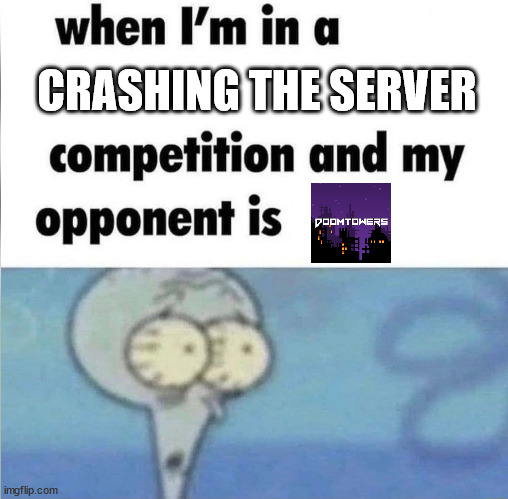 when I'm in a
CRASHING THE SERVER
competition and my
opponent is
DOOMTOWERS
imgflip.com